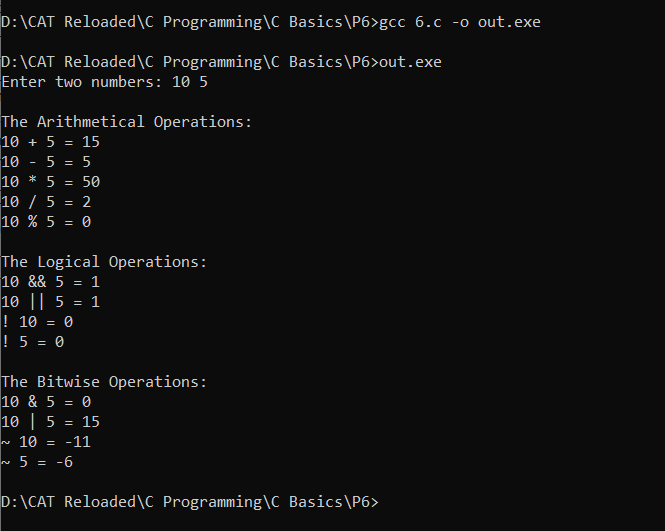 D:\CAT Reloaded\C Programming\C Basics\P6>gcc 6.c -o out.exe
D:\CAT Reloaded\C Programming\C Basics\P6>out.exe
Enter two numbers: 10 5
The Arithmetical Operations:
10 + 5 = 15
10 - 5 = 5
10 * 5 = 50
10 / 5 = 2
10 % 5 = 0
The Logical Operations:
10 && 5 = 1
10 || 5 = 1
! 10 = 0
! 5 = 0
The Bitwise Operations:
10 & 5 = 0
10 | 5 = 15
~ 10 = -11
~ 5 = -6
D:\CAT Reloaded\C Programming\C Basics\P6>